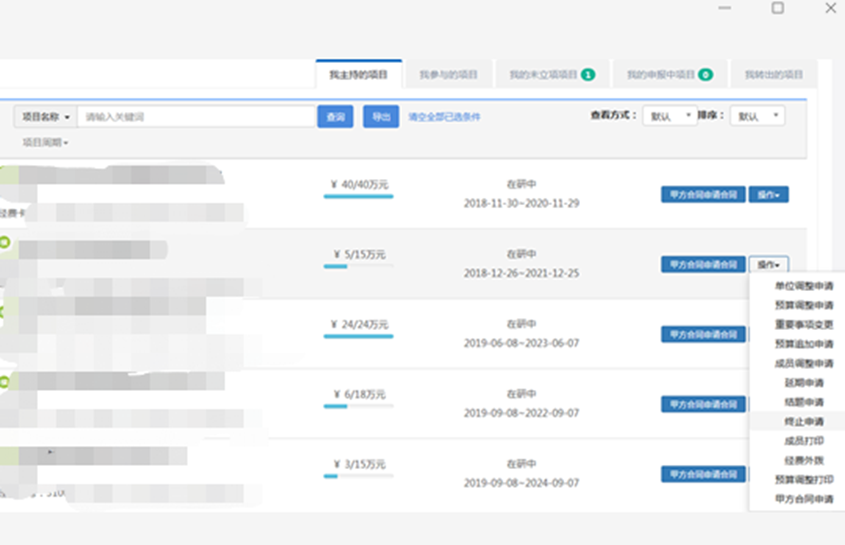 我主持的项目 我参与的项目 我的未立项项目 1 我的申报中项目 0 我转出的项目
项目名称 请输入关键词 查询 导出 清空全部已选条件 查看方式： 默认 排序： 默认
项目周期
¥ 40/40万元 在研中 甲方合同申请合同 操作
2018-11-30~2020-11-29
经费卡
¥ 5/15万元 在研中 甲方合同申请合同 操作
2018-12-26~2021-12-25
单位调整申请
预算调整申请
¥ 24/24万元 在研中 甲方合同申请合同
2019-06-08~2023-06-07
重要事项变更
预算追加申请
成员调整申请
延期申请
¥ 6/18万元 在研中 甲方合同申请合同
2019-09-08~2022-09-07
结题申请
终止申请
成员打印
¥ 3/15万元 在研中 甲方合同申请合同
2019-09-08~2024-09-07
经费外拨
预算调整打印
甲方合同申请